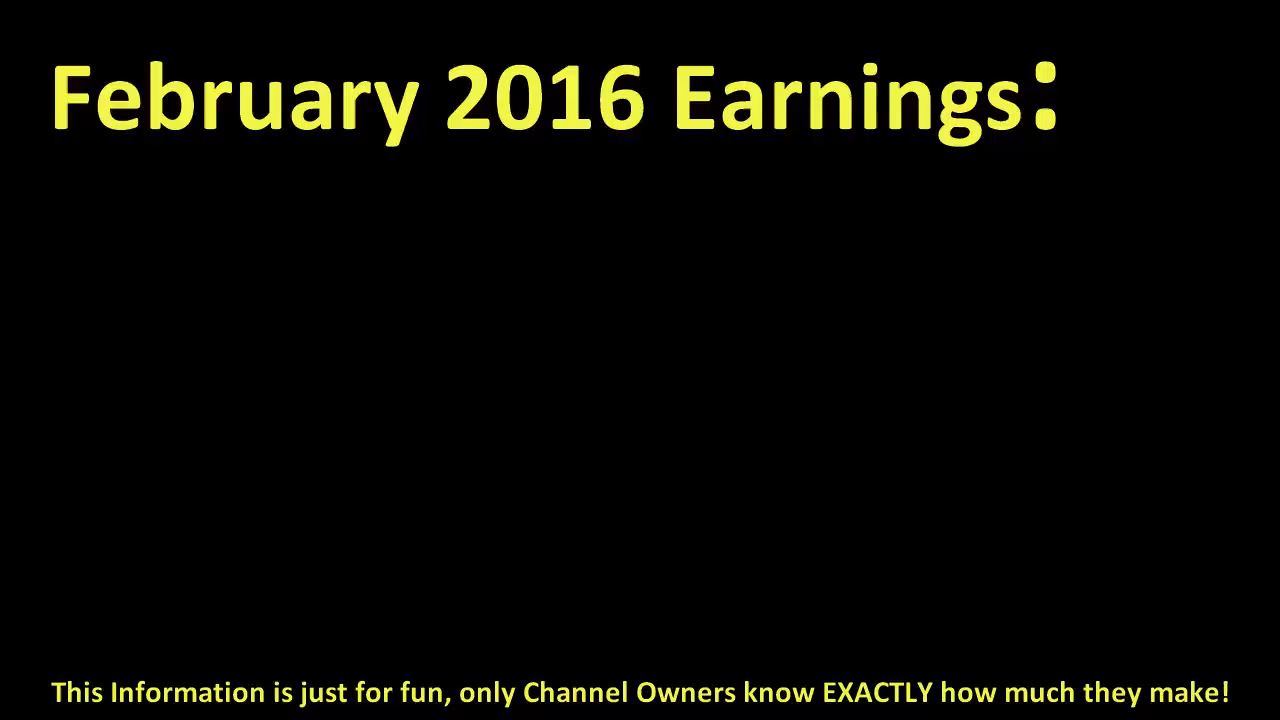 February 2016 Earnings:
This Information is just for fun, only Channel Owners know EXACTLY how much they make!